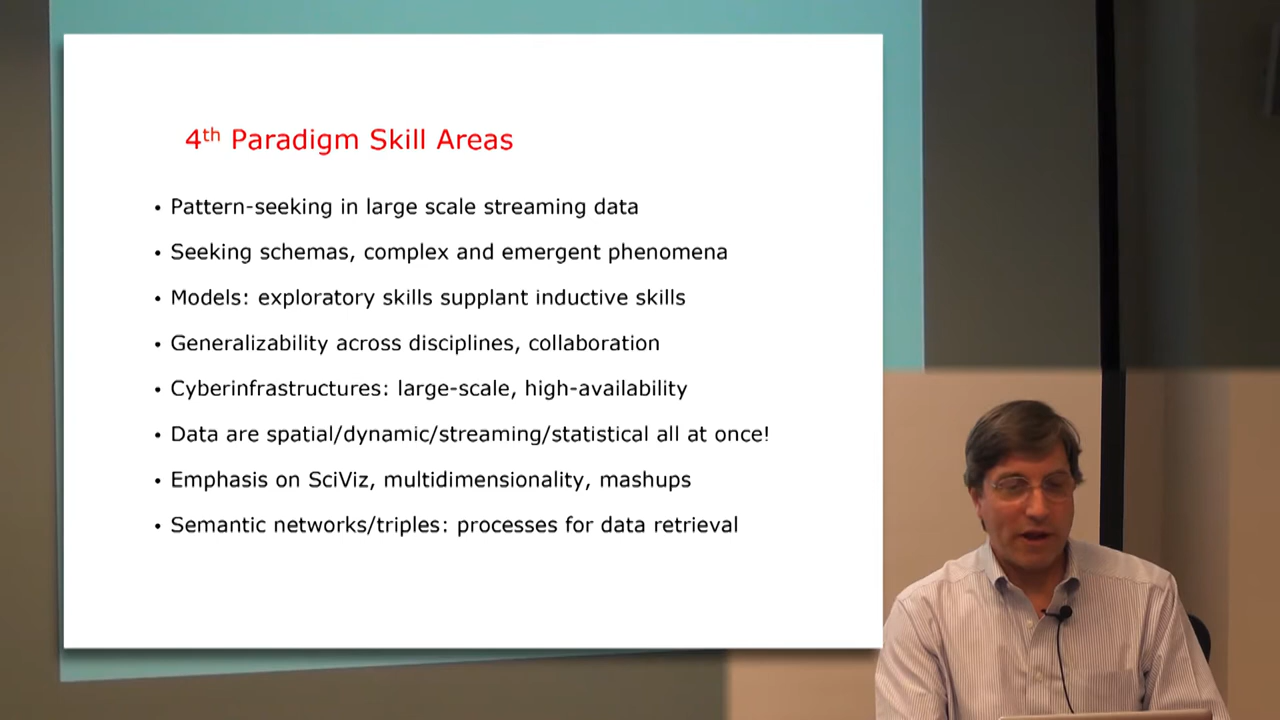 4th Paradigm Skill Areas
• Pattern-seeking in large scale streaming data
• Seeking schemas, complex and emergent phenomena
• Models: exploratory skills supplant inductive skills
• Generalizability across disciplines, collaboration
• Cyberinfrastructures: large-scale, high-availability
• Data are spatial/dynamic/streaming/statistical all at once!
• Emphasis on SciViz, multidimensionality, mashups
• Semantic networks/triples: processes for data retrieval